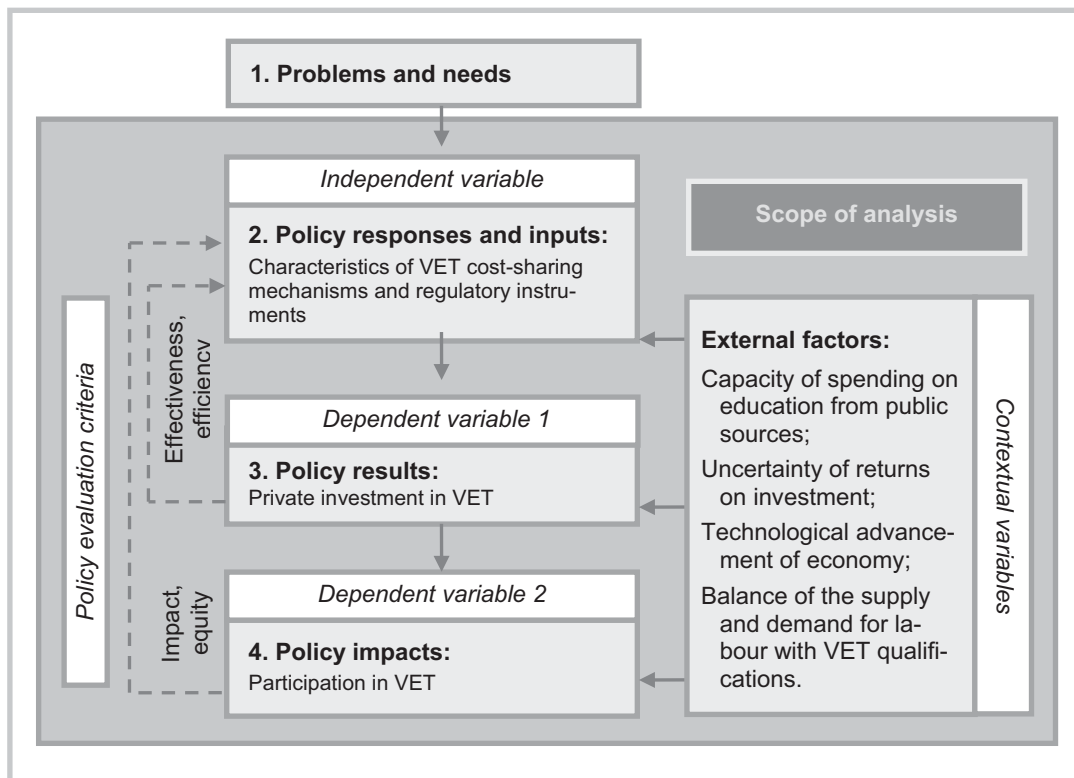 1. Problems and needs
Independent variable
2. Policy responses and inputs:
Characteristics of VET cost-sharing
mechanisms and regulatory instru-
ments
Scope of analysis
Policy evaluation criteria
Effectiveness,
efficiency
Impact,
equity
Dependent variable 1
3. Policy results:
Private investment in VET
Dependent variable 2
4. Policy impacts:
Participation in VET
External factors:
Capacity of spending on
education from public
sources;
Uncertainty of returns
on investment;
Technological advance-
ment of economy;
Balance of the supply
and demand for la-
bour with VET qualifi-
cations.
Contextual variables